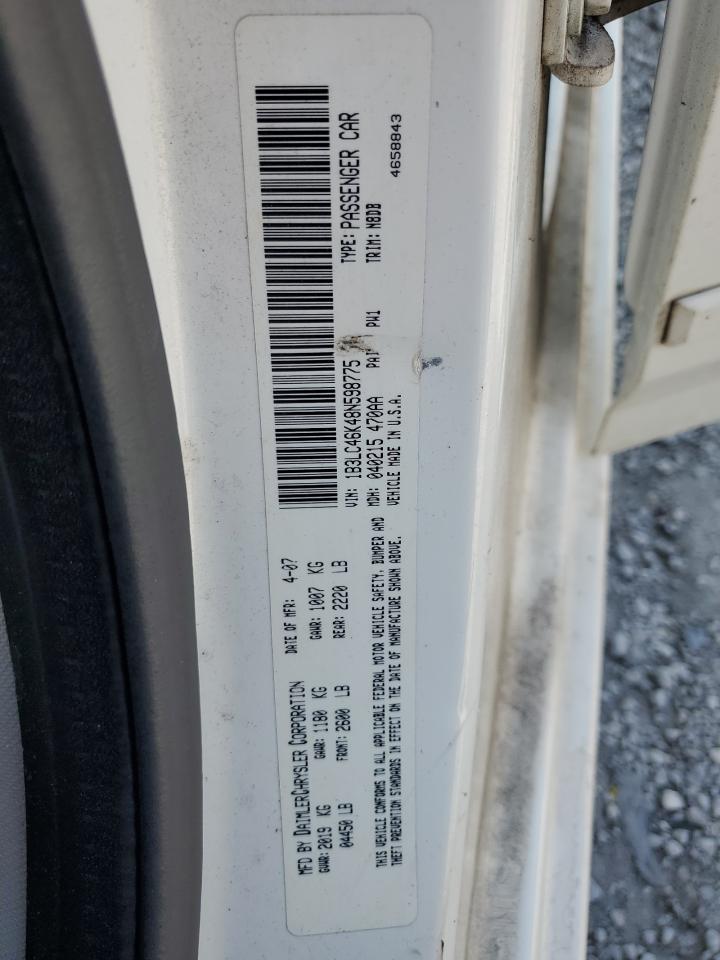 MFD BY DAIMLERCHRYSLER CORPORATION DATE OF MFR: 4-07
GVWR: 2019 KG GAWR: 1180 KG GAWR: 1007 KG
04450 LB FRONT: 2600 LB REAR: 2220 LB
THIS VEHICLE CONFORMS TO ALL APPLICABLE FEDERAL MOTOR VEHICLE SAFETY, BUMPER AND
THEFT PREVENTION STANDARDS IN EFFECT ON THE DATE OF MANUFACTURE SHOWN ABOVE.
VIN: 1B3LC46K48N598775 TYPE: PASSENGER CAR
MDH: 040215 470AA PAI PW1 TRIM: N8DB
VEHICLE MADE IN U.S.A. 4658843